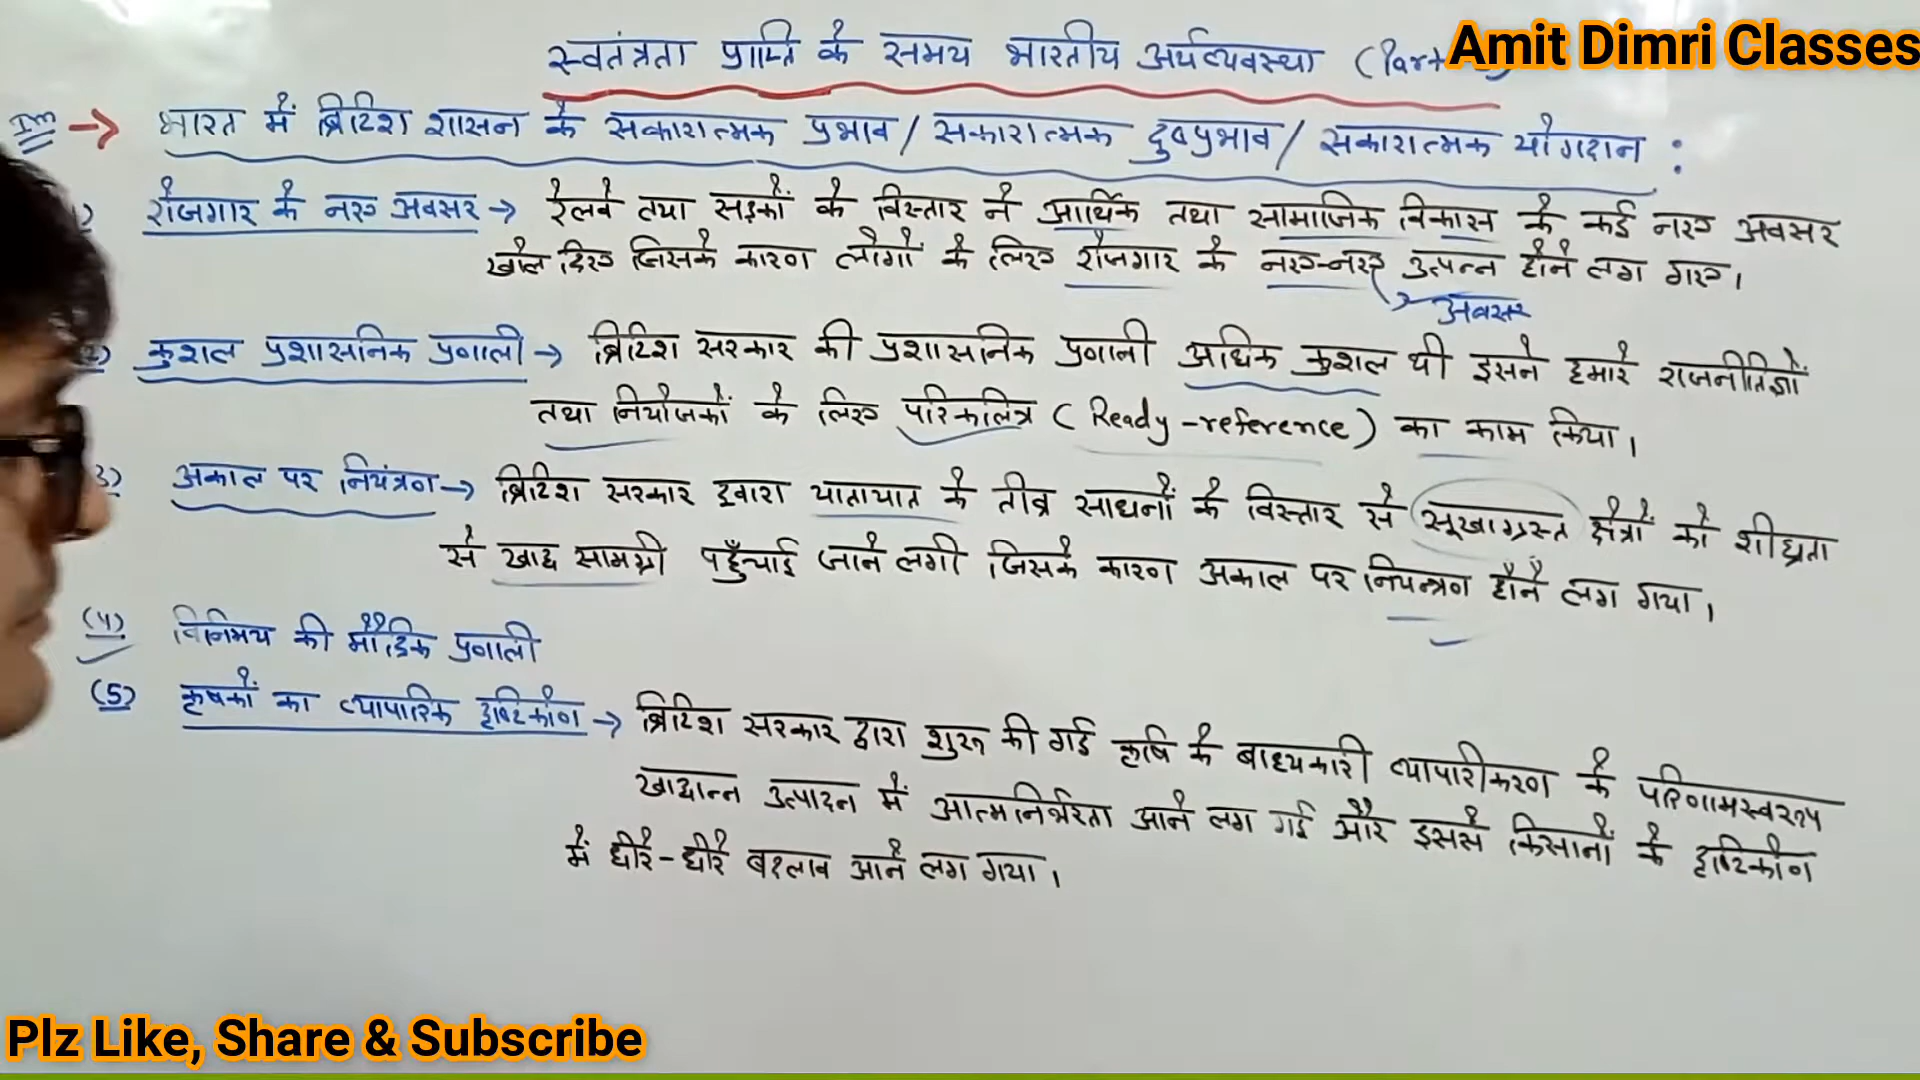 स्वतंत्रता प्राप्ति के समय भारतीय अर्थव्यवस्था (Part
Amit Dimri Classes
Im → भारत में ब्रिटिश शासन के सकारात्मक प्रभाव / सकारात्मक दुष्प्रभाव / सकारात्मक योगदान :
रोजगार के नए अवसर → रेलवे तथा सड़कों के विस्तार ने आर्थिक तथा सामाजिक विकास के कई नए अवसर
खोल दिए जिसके कारण लोगों के लिए रोजगार के नए-नए उत्पन्न होने लग गए।
अवसर
2) कुशल प्रशासनिक प्रणाली → ब्रिटिश सरकार की प्रशासनिक प्रणाली अधिक कुशल थी इसने हमारे राजनीतिज्ञों
तथा नियोजकों के लिए परिकलित्र (Ready-reference) का काम किया।
3) अकाल पर नियंत्रण → ब्रिटिश सरकार द्वारा यातायात के तीव्र साधनों के विस्तार से सूखाग्रस्त क्षेत्रों को शीघ्रता
से खाद्य सामग्री पहुँचाई जाने लगी जिसके कारण अकाल पर नियन्त्रण होने लग गया।
(4) विनिमय की मौद्रिक प्रणाली
(5) कृषकों का व्यापारिक दृष्टिकोण → ब्रिटिश सरकार द्वारा शुरू की गई कृषि के बाध्यकारी व्यापारीकरण के परिणामस्वरूप
खाद्यान्न उत्पादन में आत्मनिर्भरता आने लग गई और इससे किसानों के दृष्टिकोण
में धीरे-धीरे बदलाव आने लग गया।
Plz Like, Share & Subscribe